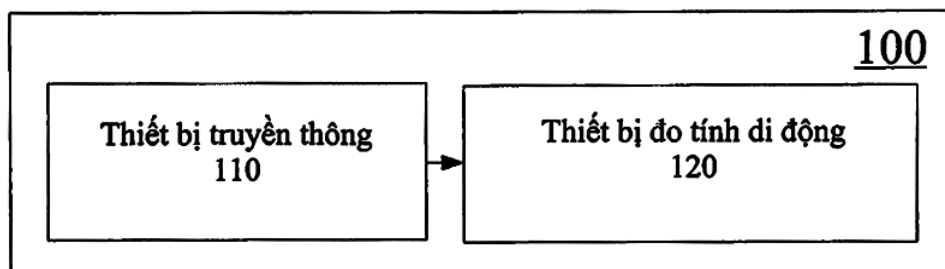 100
Thiết bị truyền thông
110
Thiết bị đo tính di động
120